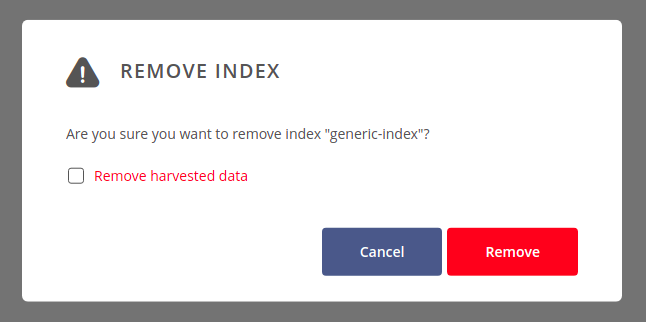 REMOVE INDEX
Are you sure you want to remove index "generic-index"?
Remove harvested data
Cancel Remove